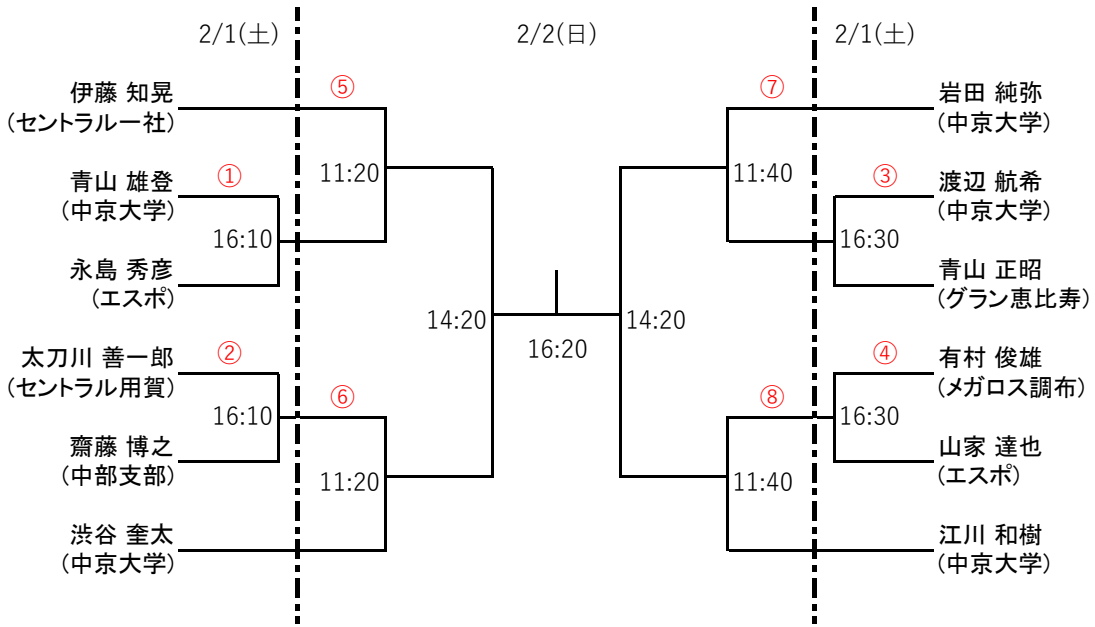 2/1(土)
2/2(日)
2/1(土)
伊藤 知晃
(セントラル一社)
⑤
11:20
青山 雄登
(中京大学)
①
16:10
永島 秀彦
(エスポ)
14:20
太刀川 善一郎
(セントラル用賀)
②
16:10
齋藤 博之
(中部支部)
⑥
11:20
渋谷 奎太
(中京大学)
16:20
⑦
岩田 純弥
(中京大学)
11:40
③
渡辺 航希
(中京大学)
16:30
青山 正昭
(グラン恵比寿)
14:20
④
有村 俊雄
(メガロス調布)
⑧
16:30
山家 達也
(エスポ)
11:40
江川 和樹
(中京大学)